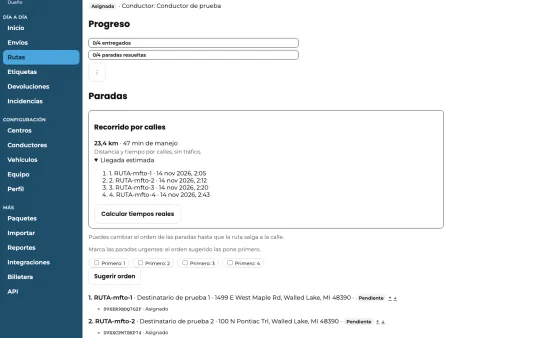 Dueño
DÍA A DÍA
Inicio
Envíos
Rutas
Etiquetas
Devoluciones
Incidencias
CONFIGURACIÓN
Centros
Conductores
Vehículos
Equipo
Perfil
MÁS
Paquetes
Importar
Reportes
Integraciones
Billetera
API
Asignada · Conductor: Conductor de prueba
Progreso
0/4 entregados
0/4 paradas resueltas
Paradas
Recorrido por calles
23,4 km · 47 min de manejo
Distancia y tiempo por calles, sin tráfico.
▼ Llegada estimada
1. 1. RUTA-mfto-1 · 14 nov 2026, 2:05
2. 2. RUTA-mfto-2 · 14 nov 2026, 2:12
3. 3. RUTA-mfto-3 · 14 nov 2026, 2:20
4. 4. RUTA-mfto-4 · 14 nov 2026, 2:43
Calcular tiempos reales
Puedes cambiar el orden de las paradas hasta que la ruta salga a la calle.
Marca las paradas urgentes: el orden sugerido las pone primero.
Primero: 1 Primero: 2 Primero: 3 Primero: 4
Sugerir orden
1. RUTA-mfto-1 · Destinatario de prueba 1 · 1499 E West Maple Rd, Walled Lake, MI 48390 · Pendiente ↑ ↓
· Asignado
2. RUTA-mfto-2 · Destinatario de prueba 2 · 100 N Pontiac Trl, Walled Lake, MI 48390 · Pendiente ↑ ↓
· Asignado